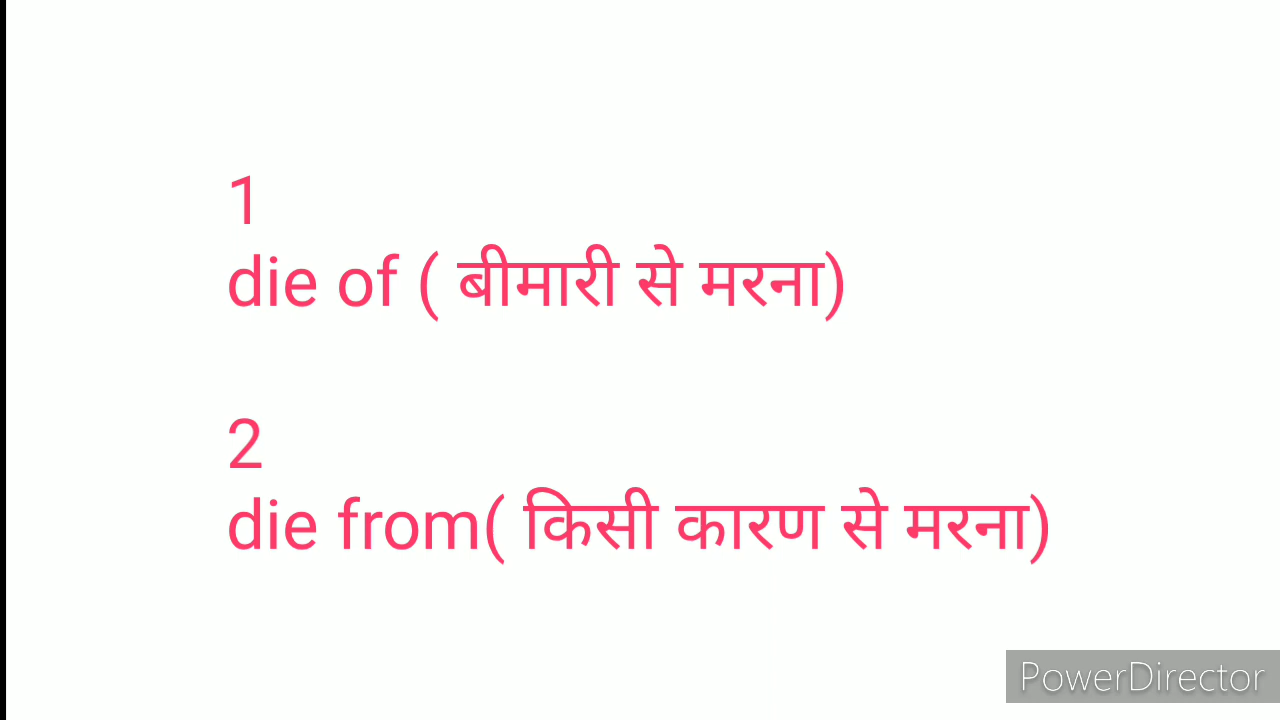 1
die of ( बीमारी से मरना)
2
die from( किसी कारण से मरना)
PowerDirector